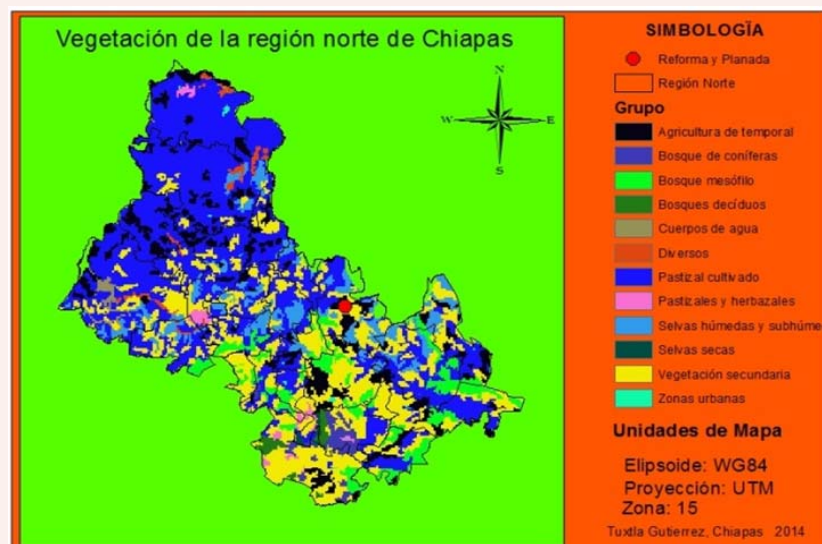 Vegetación de la región norte de Chiapas
N
W
E
S
SIMBOLOGÏA
Reforma y Planada
Región Norte
Grupo
Agricultura de temporal
Bosque de coníferas
Bosque mesófilo
Bosques decíduos
Cuerpos de agua
Diversos
Pastizal cultivado
Pastizales y herbazales
Selvas húmedas y subhúme
Selvas secas
Vegetación secundaria
Zonas urbanas
Unidades de Mapa
Elipsoide: WG84
Proyección: UTM
Zona: 15
Tuxtla Gutierrez, Chiapas 2014